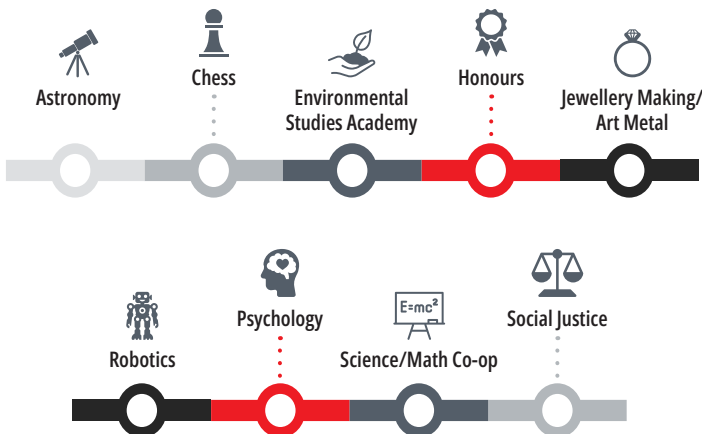 Astronomy
Chess
Environmental
Studies Academy
Honours
Jewellery Making/
Art Metal
Robotics
Psychology
E=mc²
Science/Math Co-op
Social Justice